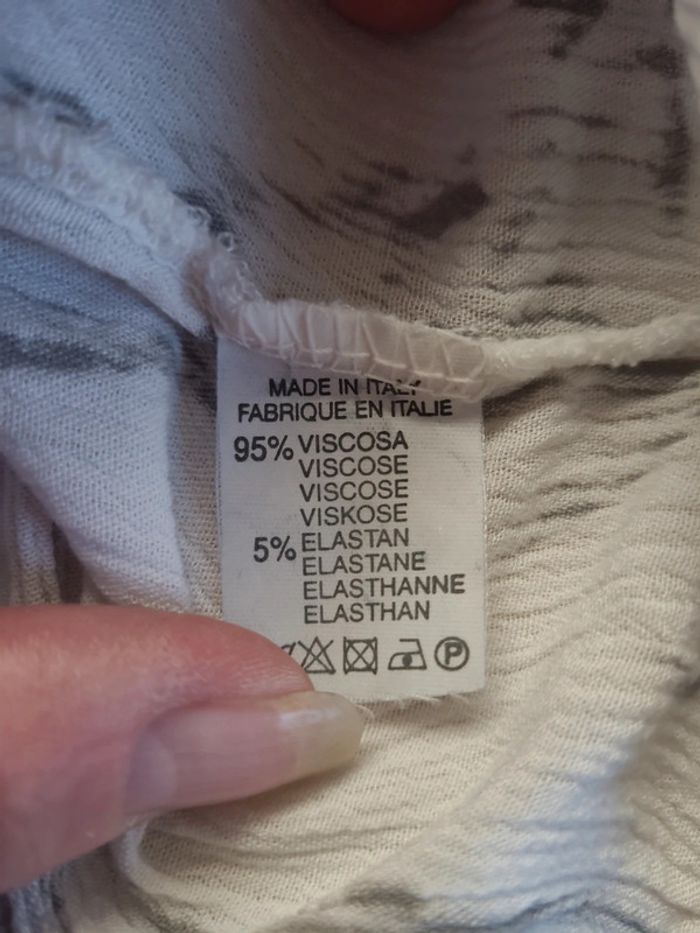 MADE IN ITALY
FABRIQUE EN ITALIE
95% VISCOSA
VISCOSE
VISCOSE
VISKOSE
5% ELASTAN
ELASTANE
ELASTHANNE
ELASTHAN
P